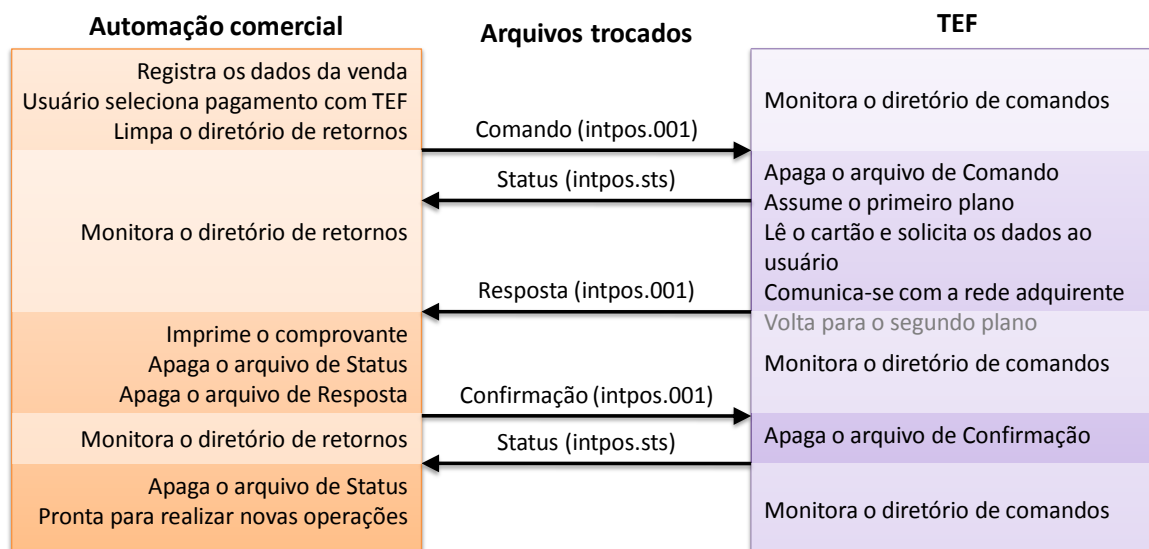 Automação comercial
Arquivos trocados
TEF
Registra os dados da venda
Usuário seleciona pagamento com TEF
Limpa o diretório de retornos
Monitora o diretório de comandos
Comando (intpos.001)
Status (intpos.sts)
Monitora o diretório de retornos
Apaga o arquivo de Comando
Assume o primeiro plano
Lê o cartão e solicita os dados ao
usuário
Comunica-se com a rede adquirente
Resposta (intpos.001)
Volta para o segundo plano
Imprime o comprovante
Apaga o arquivo de Status
Apaga o arquivo de Resposta
Monitora o diretório de comandos
Confirmação (intpos.001)
Monitora o diretório de retornos
Status (intpos.sts)
Apaga o arquivo de Confirmação
Apaga o arquivo de Status
Pronta para realizar novas operações
Monitora o diretório de comandos